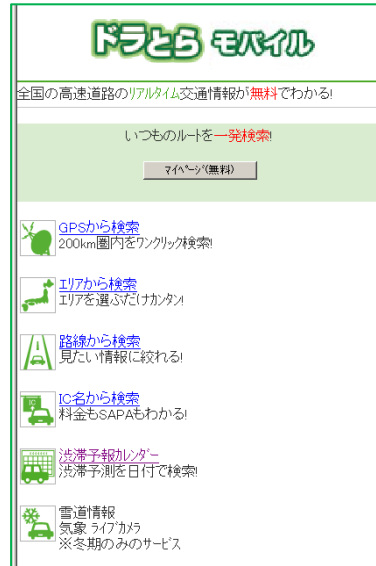 ドラとら モバイル
全国の高速道路のリアルタイム交通情報が無料でわかる!
いつものルートを一発検索!
マイページ(無料)
GPSから検索
200km圏内をワンクリック検索!
エリアから検索
エリアを選ぶだけカンタン!
路線から検索
見たい情報に絞れる!
IC
IC名から検索
料金もSAPAもわかる!
渋滞予報カレンダー
渋滞予測を日付で検索!
雪道情報
気象 ライブカメラ
※冬期のみのサービス